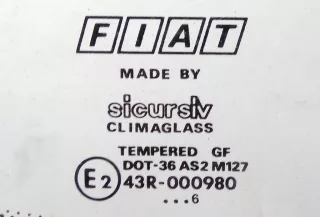 FIAT
MADE BY
sicursiv
CLIMAGLASS
TEMPERED GF
DOT-36 AS2 M127
E2 43R-000980
...6